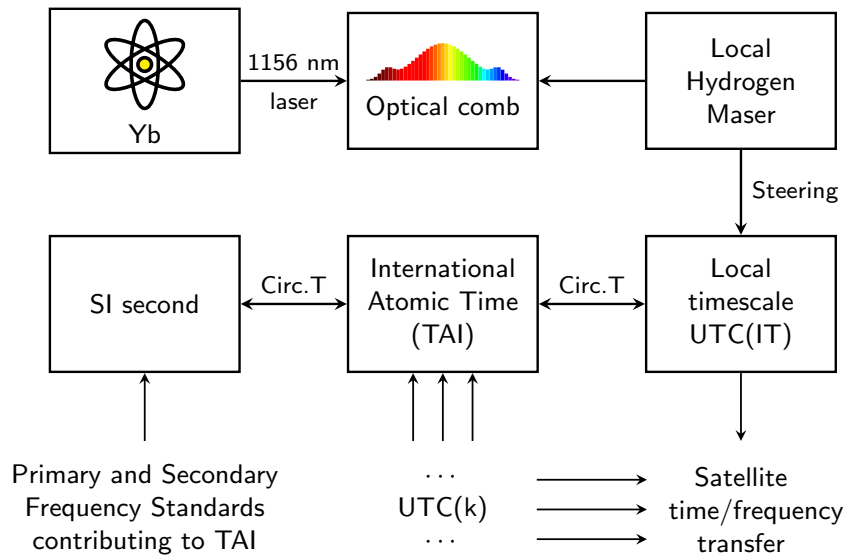 Yb
1156 nm
laser
Optical comb
Local
Hydrogen
Maser
Steering
SI second
Circ.T
International
Atomic Time
(TAI)
Circ.T
Local
timescale
UTC(IT)
Primary and Secondary
Frequency Standards
contributing to TAI
...
UTC(k)
...
Satellite
time/frequency
transfer